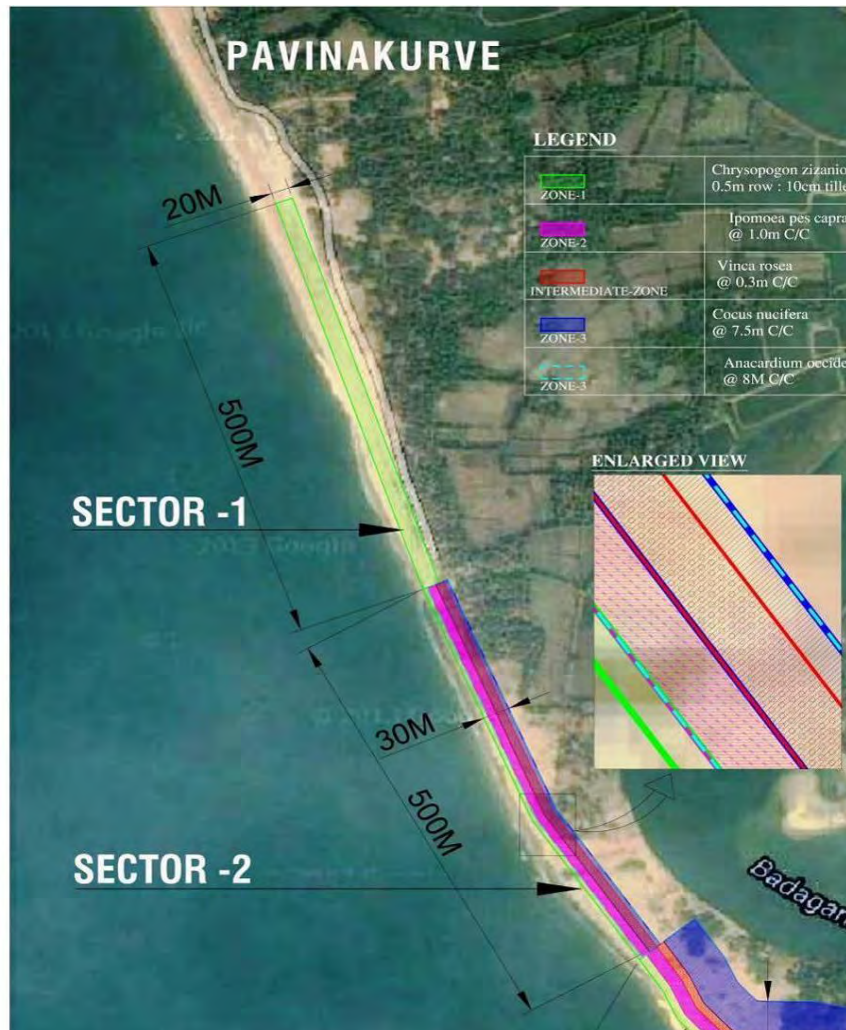 PAVINAKURVE
LEGEND
ZONE-1
Chrysopogon zizanio
0.5m row : 10cm tille
ZONE-2
Ipomoea pes capra
@ 1.0m C/C
INTERMEDIATE-ZONE
Vinca rosea
@ 0.3m C/C
ZONE-3
Cocus nucifera
@ 7.5m C/C
ZONE-3
Anacardium occide
@ 8M C/C
20M
500M
ENLARGED VIEW
SECTOR -1
30M
500M
SECTOR -2
Badagar